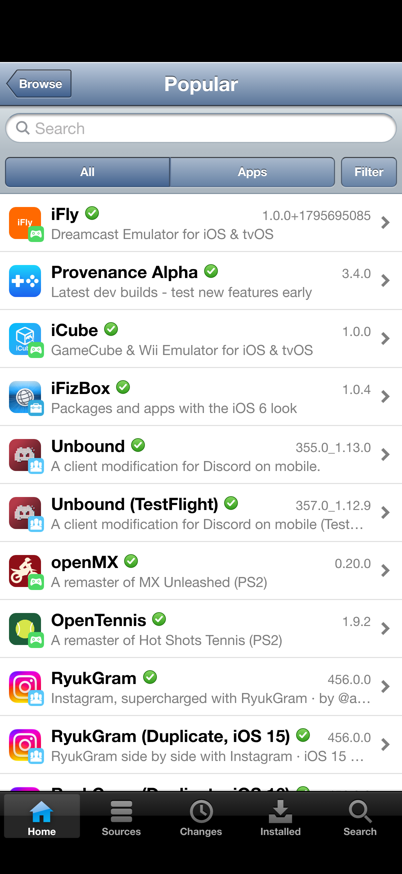 Browse
Popular
Search
All
Apps
Filter
iFly
iFly
1.0.0+1795695085
Dreamcast Emulator for iOS & tvOS
Provenance Alpha
3.4.0
Latest dev builds - test new features early
iCube
1.0.0
GameCube & Wii Emulator for iOS & tvOS
iFizBox
1.0.4
Packages and apps with the iOS 6 look
Unbound
355.0_1.13.0
A client modification for Discord on mobile.
Unbound (TestFlight)
357.0_1.12.9
A client modification for Discord on mobile (Test…
openMX
0.20.0
A remaster of MX Unleashed (PS2)
OpenTennis
1.9.2
A remaster of Hot Shots Tennis (PS2)
RyukGram
456.0.0
Instagram, supercharged with RyukGram · by @a…
RyukGram (Duplicate, iOS 15)
456.0.0
RyukGram side by side with Instagram · iOS 15 …
Home
Sources
Changes
Installed
Search